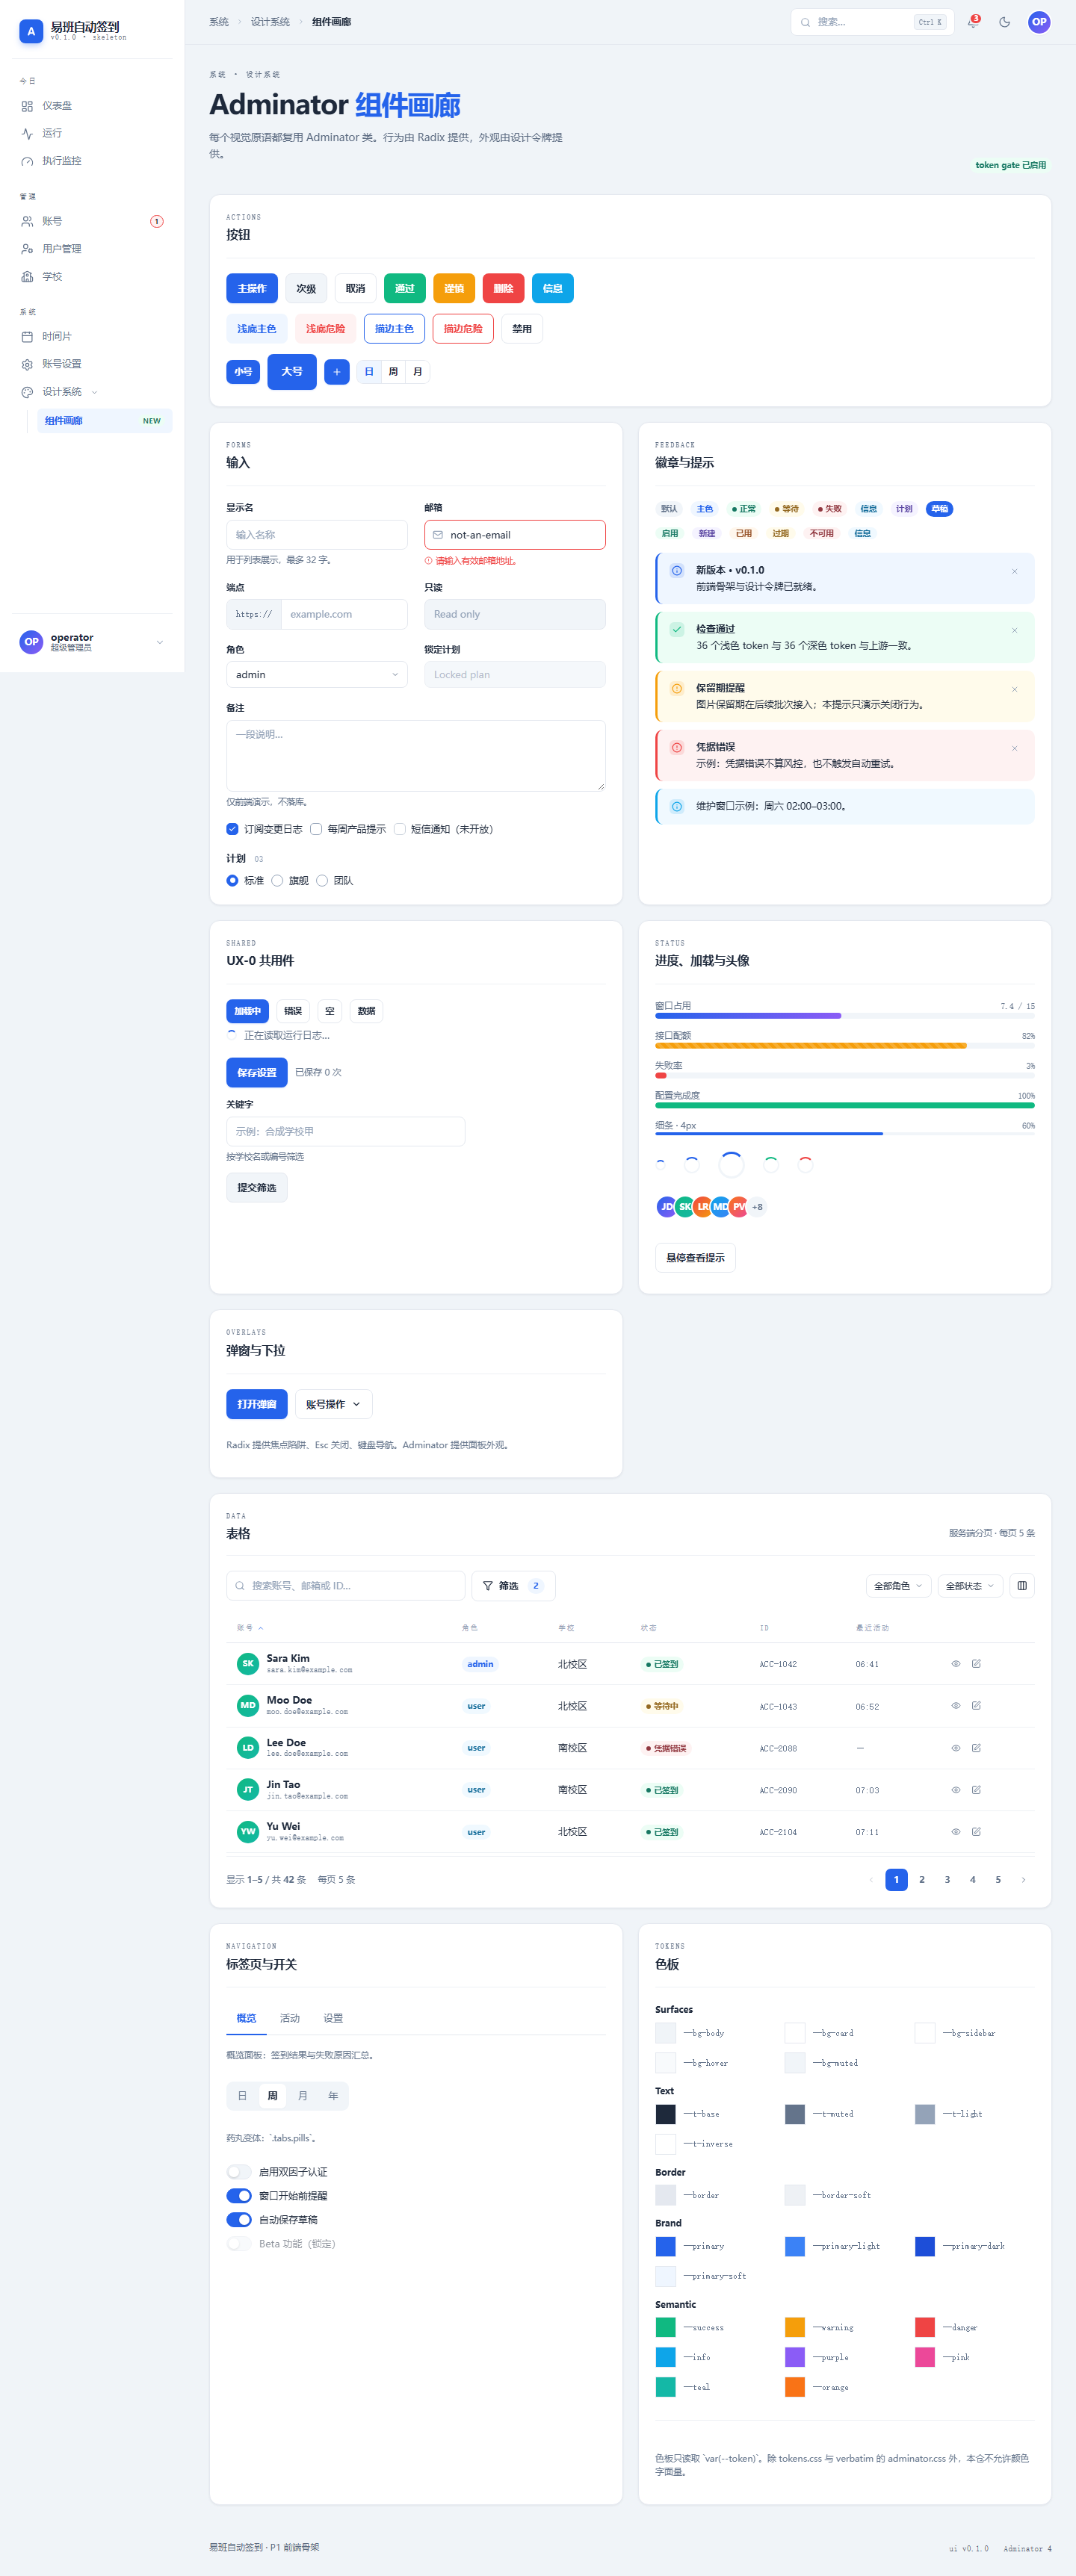 A
易班自动签到
v0.1.0 • skeleton
今日
仪表盘
运行
执行监控
管理
账号
1
用户管理
学校
系统
时间片
账号设置
设计系统
组件画廊
NEW
OP
operator
超级管理员
系统 › 设计系统 › 组件画廊
搜索…
Ctrl K
3
OP
系统 • 设计系统
Adminator 组件画廊
每个视觉原语都复用 Adminator 类。行为由 Radix 提供，外观由设计令牌提
供。
token gate 已启用
ACTIONS
按钮
主操作 次级 取消 通过 谨慎 删除 信息
浅底主色 浅底危险 描边主色 描边危险 禁用
小号 大号 + 日 周 月
FORMS
输入
显示名
输入名称
用于列表展示，最多 32 字。
邮箱
not-an-email
请输入有效邮箱地址。
端点
https:// example.com
只读
Read only
角色
admin
锁定计划
Locked plan
备注
一段说明…
仅前端演示，不落库。
订阅变更日志 每周产品提示 短信通知（未开放）
计划 03
标准 旗舰 团队
FEEDBACK
徽章与提示
默认 主色 正常 等待 失败 信息 计划 草稿
启用 新建 已用 过期 不可用 信息
新版本 • v0.1.0
前端骨架与设计令牌已就绪。
检查通过
36 个浅色 token 与 36 个深色 token 与上游一致。
保留期提醒
图片保留期在后续批次接入；本提示只演示关闭行为。
凭据错误
示例：凭据错误不算风控，也不触发自动重试。
维护窗口示例：周六 02:00–03:00。
SHARED
UX-0 共用件
加载中 错误 空 数据
正在读取运行日志…
保存设置 已保存 0 次
关键字
示例：合成学校甲
按学校名或编号筛选
提交筛选
STATUS
进度、加载与头像
窗口占用 7.4 / 15
接口配额 82%
失败率 3%
配置完成度 100%
细条 · 4px 60%
JD SK LR MD PV +8
悬停查看提示
OVERLAYS
弹窗与下拉
打开弹窗 账号操作
Radix 提供焦点陷阱、Esc 关闭、键盘导航。Adminator 提供面板外观。
DATA
表格
服务端分页 · 每页 5 条
搜索账号、邮箱或 ID…
筛选 2
全部角色 全部状态
账号 角色 学校 状态 ID 最近活动
SK Sara Kim admin 北校区 已签到 ACC-1042 06:41
sara.kim@example.com
MD Moo Doe user 北校区 等待中 ACC-1043 06:52
moo.doe@example.com
LD Lee Doe user 南校区 凭据错误 ACC-2088 —
lee.doe@example.com
JT Jin Tao user 南校区 已签到 ACC-2090 07:03
jin.tao@example.com
YW Yu Wei user 北校区 已签到 ACC-2104 07:11
yu.wei@example.com
显示 1–5 / 共 42 条 每页 5 条
‹ 1 2 3 4 5 ›
NAVIGATION
标签页与开关
概览 活动 设置
概览面板：签到结果与失败原因汇总。
日 周 月 年
药丸变体：`.tabs.pills`。
启用双因子认证
窗口开始前提醒
自动保存草稿
Beta 功能（锁定）
TOKENS
色板
Surfaces
--bg-body --bg-card --bg-sidebar
--bg-hover --bg-muted
Text
--t-base --t-muted --t-light
--t-inverse
Border
--border --border-soft
Brand
--primary --primary-light --primary-dark
--primary-soft
Semantic
--success --warning --danger
--info --purple --pink
--teal --orange
色板只读取 `var(--token)`。除 tokens.css 与 verbatim 的 adminator.css 外，本仓不允许颜色
字面量。
易班自动签到 · P1 前端骨架
ui v0.1.0 Adminator 4